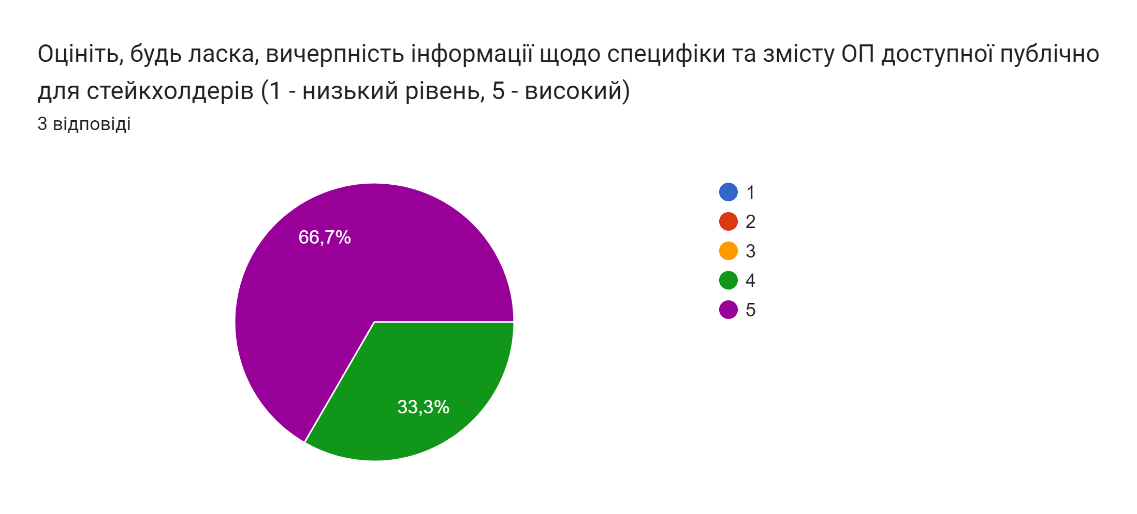 Оцініть, будь ласка, вичерпність інформації щодо специфіки та змісту ОП доступної публічно
для стейкхолдерів (1 - низький рівень, 5 - високий)
3 відповіді
66,7%
33,3%
1
2
3
4
5